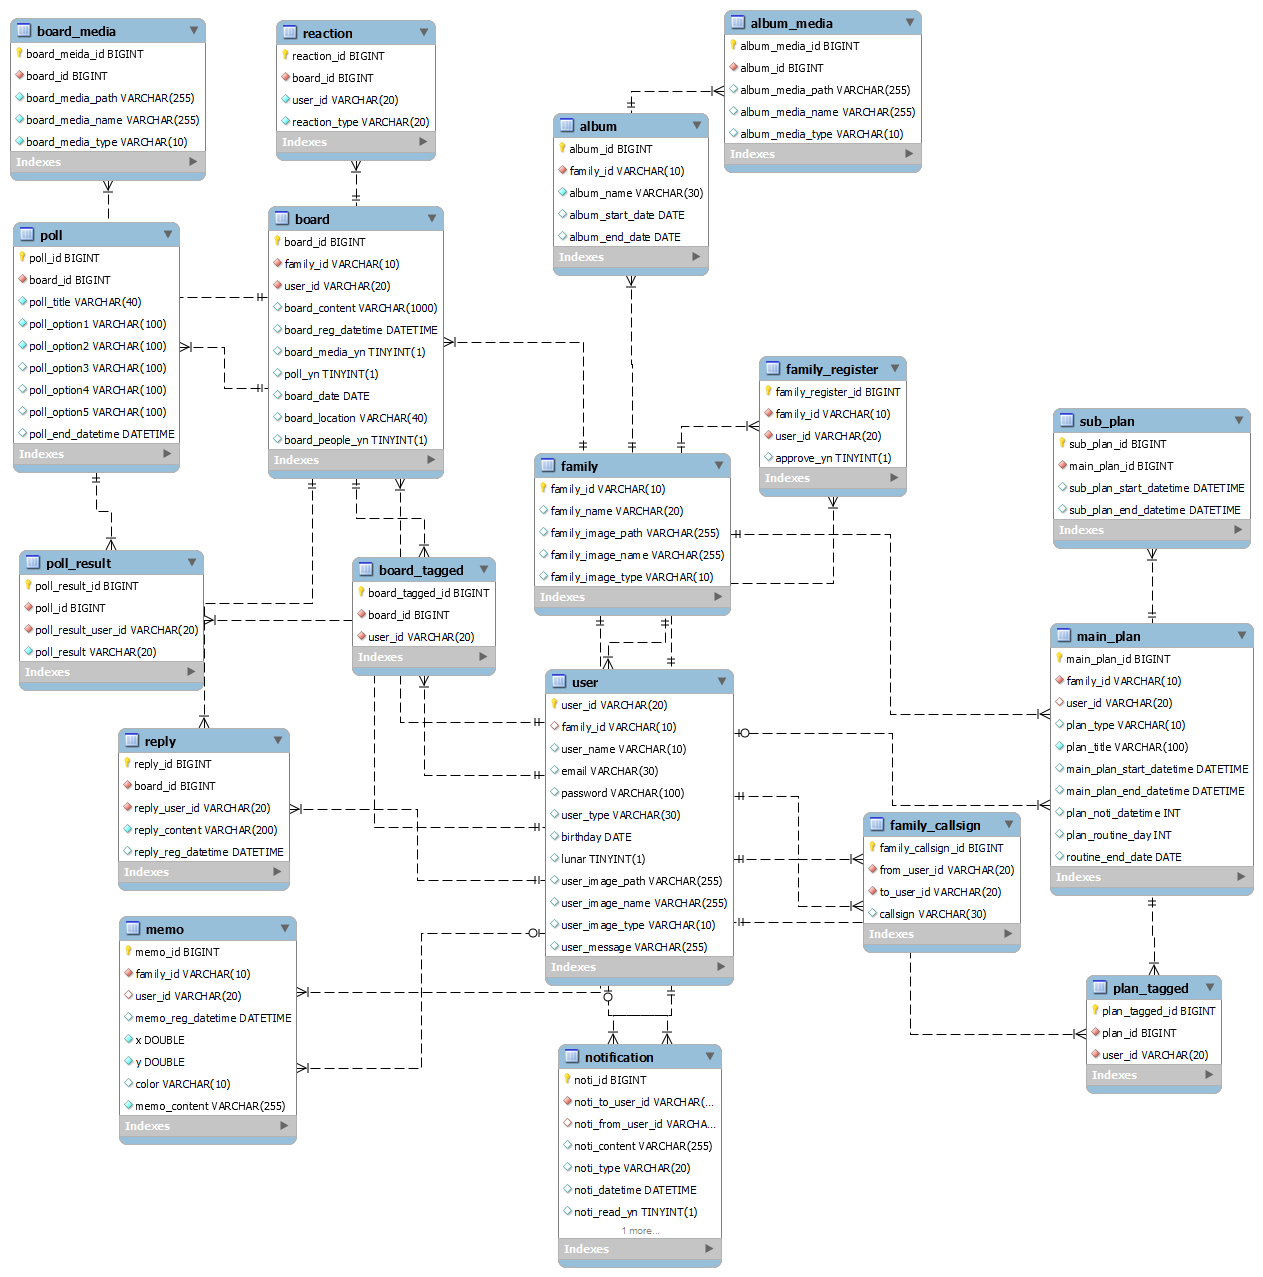 board_media
board_meida_id BIGINT
board_id BIGINT
board_media_path VARCHAR(255)
board_media_name VARCHAR(255)
board_media_type VARCHAR(10)
Indexes
reaction
reaction_id BIGINT
board_id BIGINT
user_id VARCHAR(20)
reaction_type VARCHAR(20)
Indexes
album_media
album_media_id BIGINT
album_id BIGINT
album_media_path VARCHAR(255)
album_media_name VARCHAR(255)
album_media_type VARCHAR(10)
Indexes
album
album_id BIGINT
family_id VARCHAR(10)
album_name VARCHAR(30)
album_start_date DATE
album_end_date DATE
Indexes
poll
poll_id BIGINT
board_id BIGINT
poll_title VARCHAR(40)
poll_option1 VARCHAR(100)
poll_option2 VARCHAR(100)
poll_option3 VARCHAR(100)
poll_option4 VARCHAR(100)
poll_option5 VARCHAR(100)
poll_end_datetime DATETIME
Indexes
board
board_id BIGINT
family_id VARCHAR(10)
user_id VARCHAR(20)
board_content VARCHAR(1000)
board_reg_datetime DATETIME
board_media_yn TINYINT(1)
poll_yn TINYINT(1)
board_date DATE
board_location VARCHAR(40)
board_people_yn TINYINT(1)
Indexes
family_register
family_register_id BIGINT
family_id VARCHAR(10)
user_id VARCHAR(20)
approve_yn TINYINT(1)
Indexes
sub_plan
sub_plan_id BIGINT
main_plan_id BIGINT
sub_plan_start_datetime DATETIME
sub_plan_end_datetime DATETIME
Indexes
family
family_id VARCHAR(10)
family_name VARCHAR(20)
family_image_path VARCHAR(255)
family_image_name VARCHAR(255)
family_image_type VARCHAR(10)
Indexes
poll_result
poll_result_id BIGINT
poll_id BIGINT
poll_result_user_id VARCHAR(20)
poll_result VARCHAR(20)
Indexes
board_tagged
board_tagged_id BIGINT
board_id BIGINT
user_id VARCHAR(20)
Indexes
main_plan
main_plan_id BIGINT
family_id VARCHAR(10)
user_id VARCHAR(20)
plan_type VARCHAR(10)
plan_title VARCHAR(100)
main_plan_start_datetime DATETIME
main_plan_end_datetime DATETIME
plan_noti_datetime INT
plan_routine_day INT
routine_end_date DATE
Indexes
user
user_id VARCHAR(20)
family_id VARCHAR(10)
user_name VARCHAR(10)
email VARCHAR(30)
password VARCHAR(100)
user_type VARCHAR(30)
birthday DATE
lunar TINYINT(1)
user_image_path VARCHAR(255)
user_image_name VARCHAR(255)
user_image_type VARCHAR(10)
user_message VARCHAR(255)
Indexes
reply
reply_id BIGINT
board_id BIGINT
reply_user_id VARCHAR(20)
reply_content VARCHAR(200)
reply_reg_datetime DATETIME
Indexes
family_callsign
family_callsign_id BIGINT
from_user_id VARCHAR(20)
to_user_id VARCHAR(20)
callsign VARCHAR(30)
Indexes
memo
memo_id BIGINT
family_id VARCHAR(10)
user_id VARCHAR(20)
memo_reg_datetime DATETIME
x DOUBLE
y DOUBLE
color VARCHAR(10)
memo_content VARCHAR(255)
Indexes
plan_tagged
plan_tagged_id BIGINT
plan_id BIGINT
user_id VARCHAR(20)
Indexes
notification
noti_id BIGINT
noti_to_user_id VARCHAR(...
noti_from_user_id VARCHA...
noti_content VARCHAR(255)
noti_type VARCHAR(20)
noti_datetime DATETIME
noti_read_yn TINYINT(1)
1 more...
Indexes